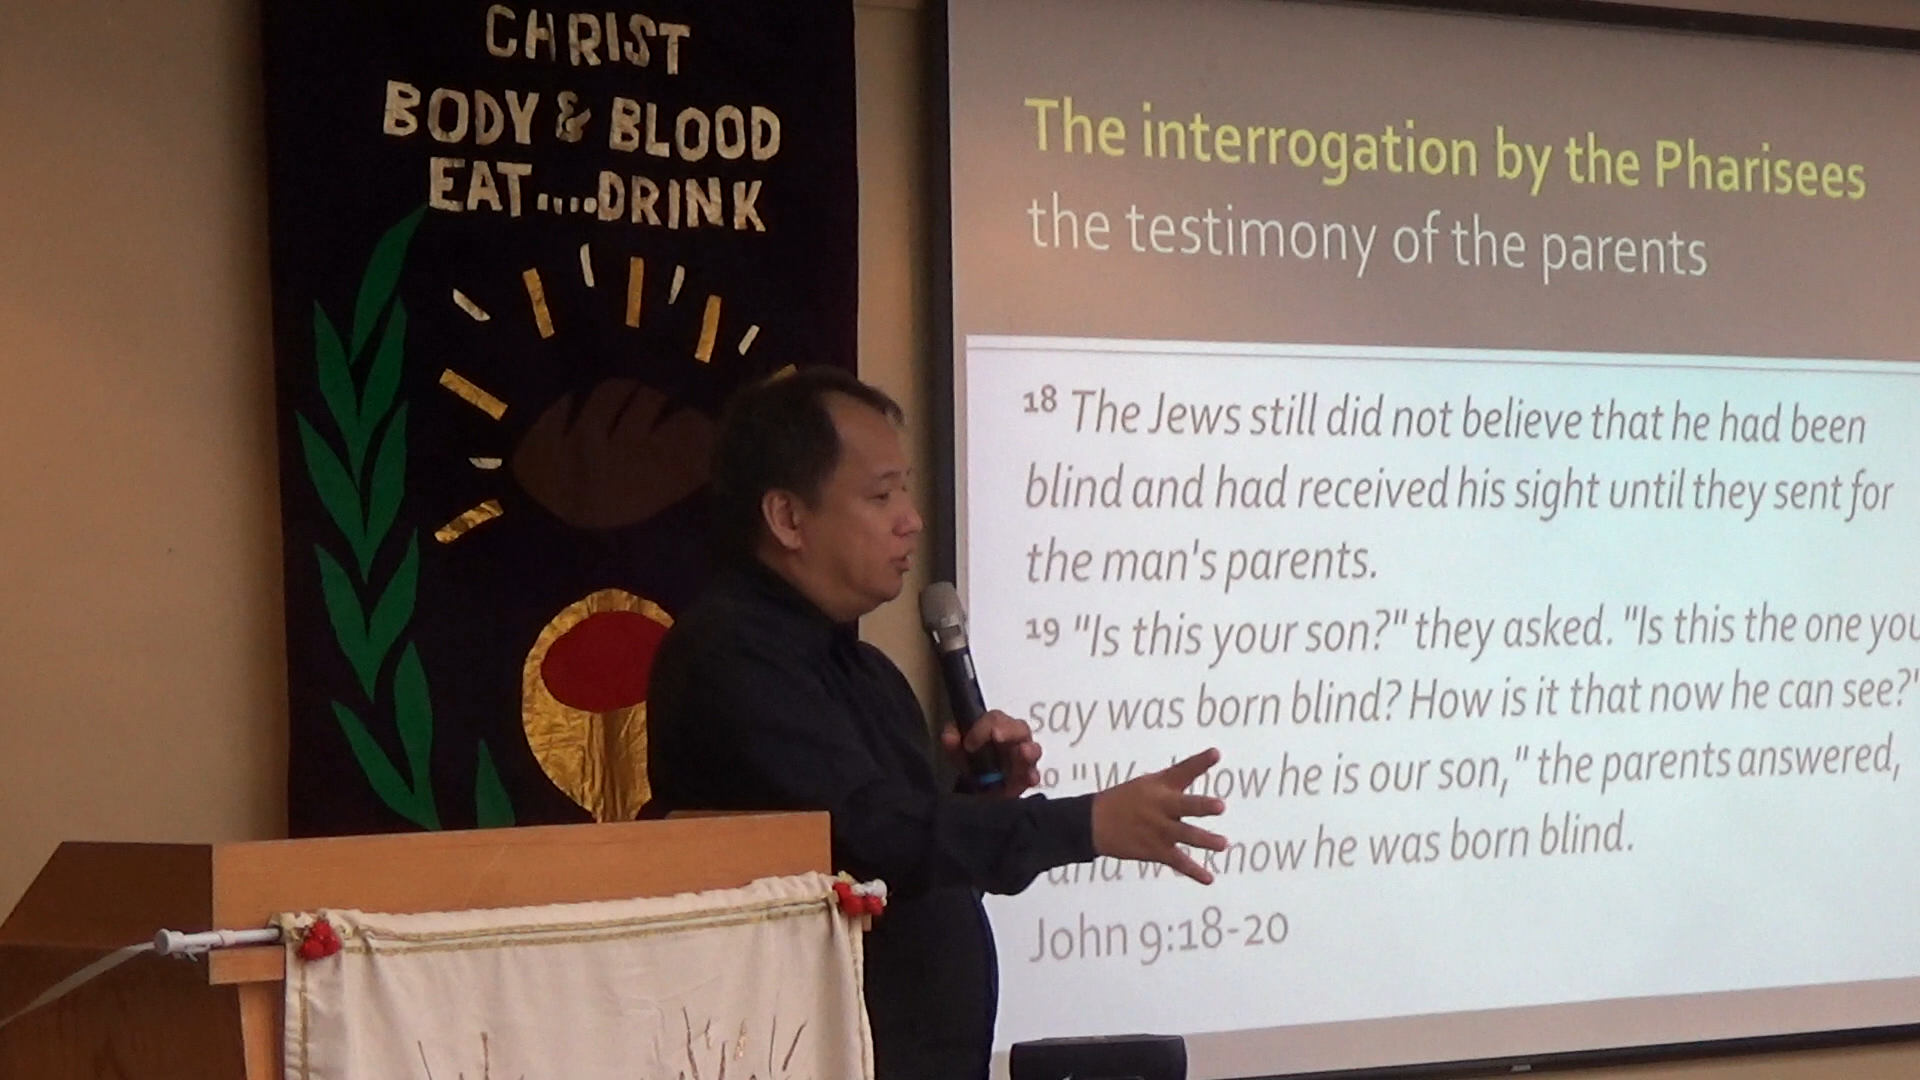 CHRIST
BODY & BLOOD
EAT....DRINK
The interrogation by the Pharisees
the testimony of the parents
18 The Jews still did not believe that he had been
blind and had received his sight until they sent for
the man's parents.
19 "Is this your son?" they asked. "Is this the one you
say was born blind? How is it that now he can see?"
"We know he is our son," the parents answered,
"and we know he was born blind.
John 9:18-20